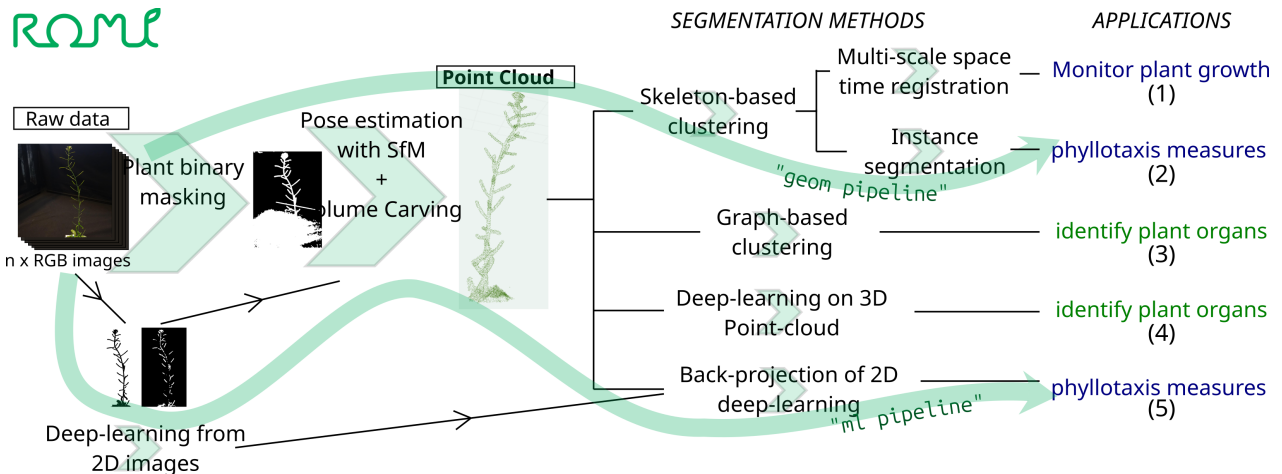 ROMI
SEGMENTATION METHODS
APPLICATIONS
Raw data
n x RGB images
Plant binary
masking
Pose estimation
with SfM
+
olume Carving
Point Cloud
Deep-learning from
2D images
Skeleton-based
clustering
Multi-scale space
time registration
Monitor plant growth
(1)
Instance
segmentation
phyllotaxis measures
(2)
"geom pipeline"
Graph-based
clustering
identify plant organs
(3)
Deep-learning on 3D
Point-cloud
identify plant organs
(4)
Back-projection of 2D
deep-learning
phyllotaxis measures
(5)
"ml pipeline"